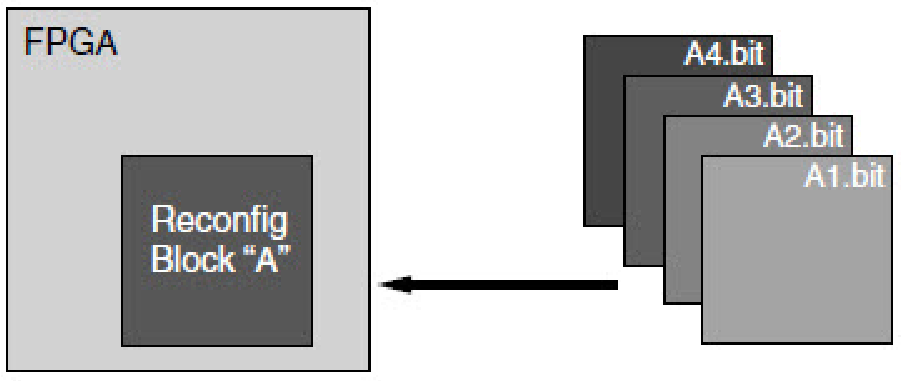 FPGA
Reconfig
Block “A”
A4.bit
A3.bit
A2.bit
A1.bit